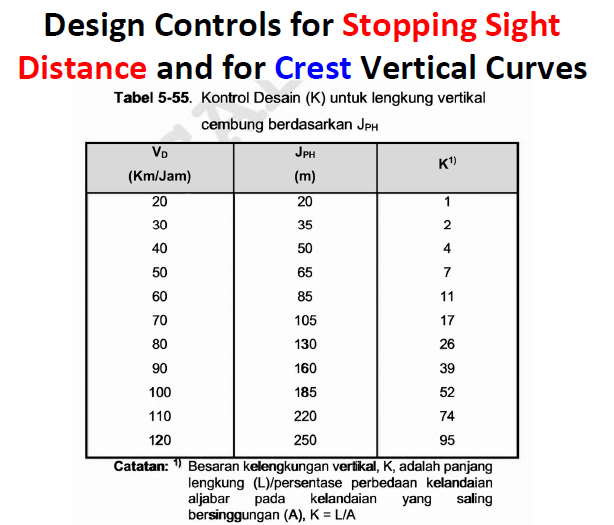 Design Controls for Stopping Sight
Distance and for Crest Vertical Curves
Tabel 5-55. Kontrol Desain (K) untuk lengkung vertikal
cembung berdasarkan JPH
VD (Km/Jam) JPH (m) K1)
20 20 1
30 35 2
40 50 4
50 65 7
60 85 11
70 105 17
80 130 26
90 160 39
100 185 52
110 220 74
120 250 95
Catatan: 1) Besaran kelengkungan vertikal, K, adalah panjang
lengkung (L)/persentase perbedaan kelandaian
aljabar pada kelandaian yang saling
bersinggungan (A), K = L/A